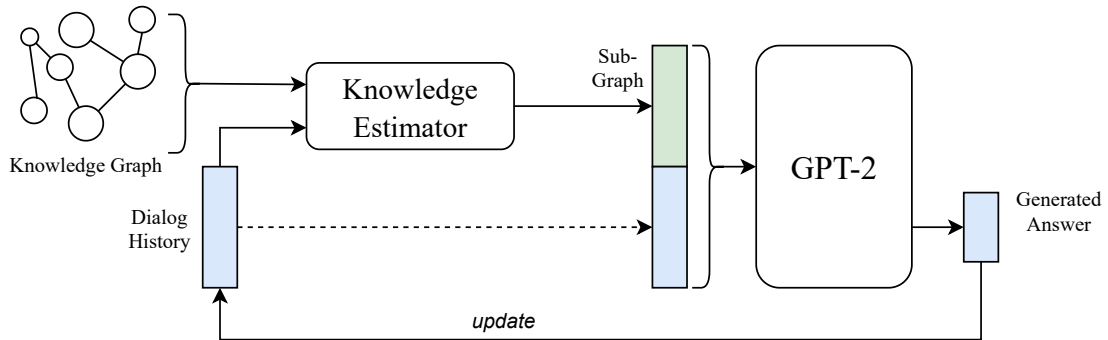 Knowledge Graph
Dialog
History
Knowledge
Estimator
Sub-
Graph
GPT-2
Generated
Answer
update